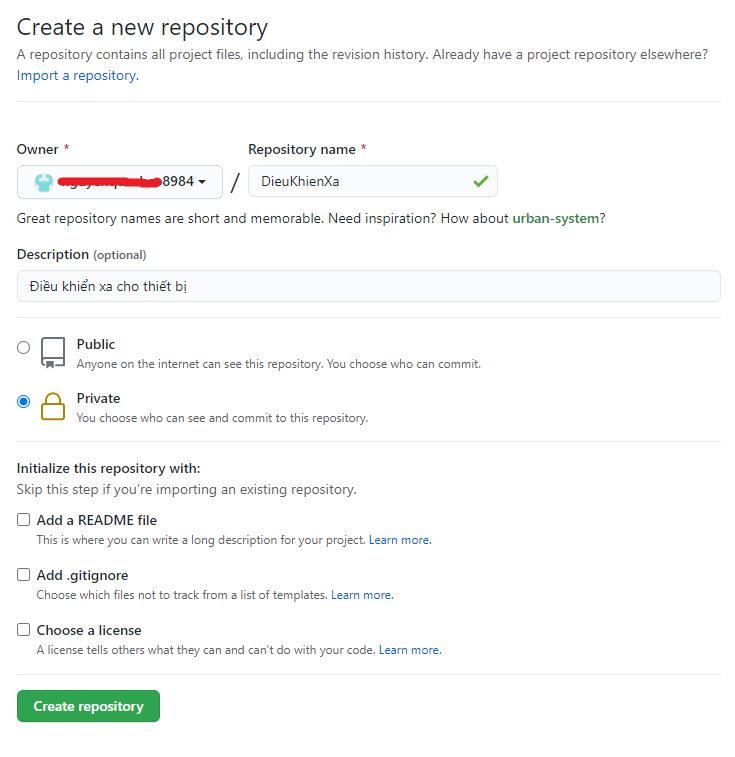 Create a new repository
A repository contains all project files, including the revision history. Already have a project repository elsewhere?
Import a repository.
Owner *
Repository name *
8984
/
DieuKhienXa
Great repository names are short and memorable. Need inspiration? How about urban-system?
Description (optional)
Điều khiển xa cho thiết bị
Public
Anyone on the internet can see this repository. You choose who can commit.
Private
You choose who can see and commit to this repository.
Initialize this repository with:
Skip this step if you're importing an existing repository.
Add a README file
This is where you can write a long description for your project. Learn more.
Add .gitignore
Choose which files not to track from a list of templates. Learn more.
Choose a license
A license tells others what they can and can't do with your code. Learn more.
Create repository